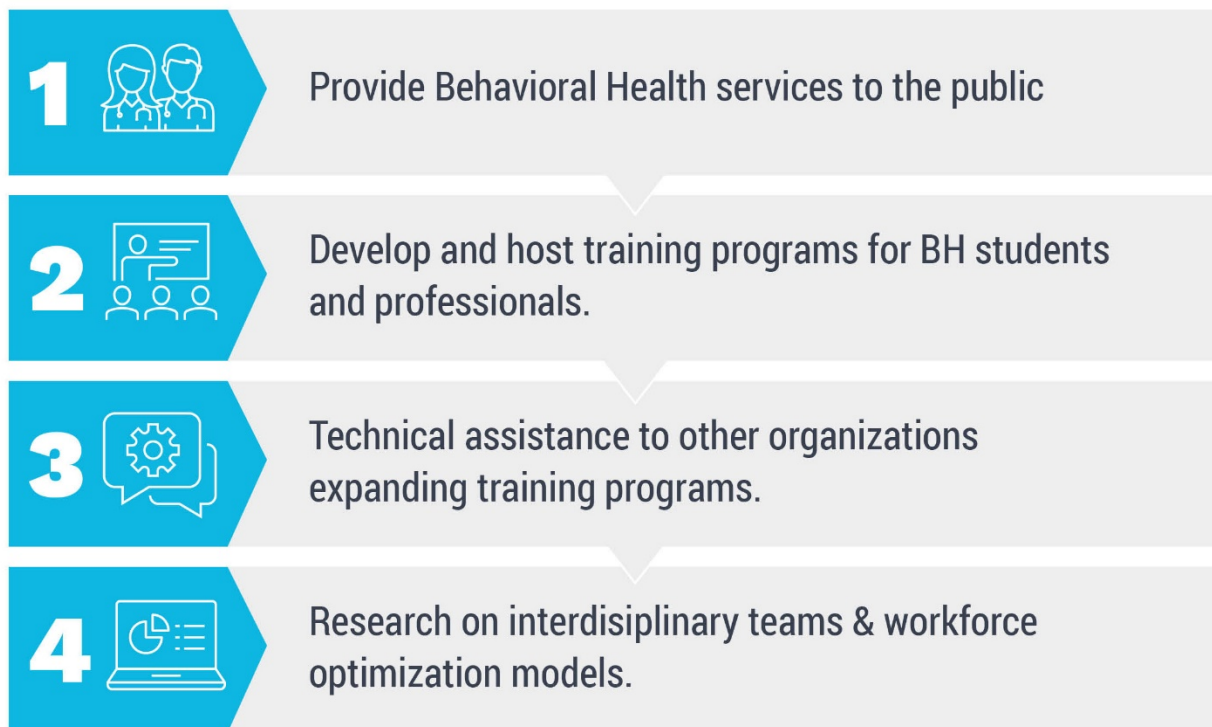 1
Provide Behavioral Health services to the public
2
Develop and host training programs for BH students
and professionals.
3
Technical assistance to other organizations
expanding training programs.
4
Research on interdisiplinary teams & workforce
optimization models.